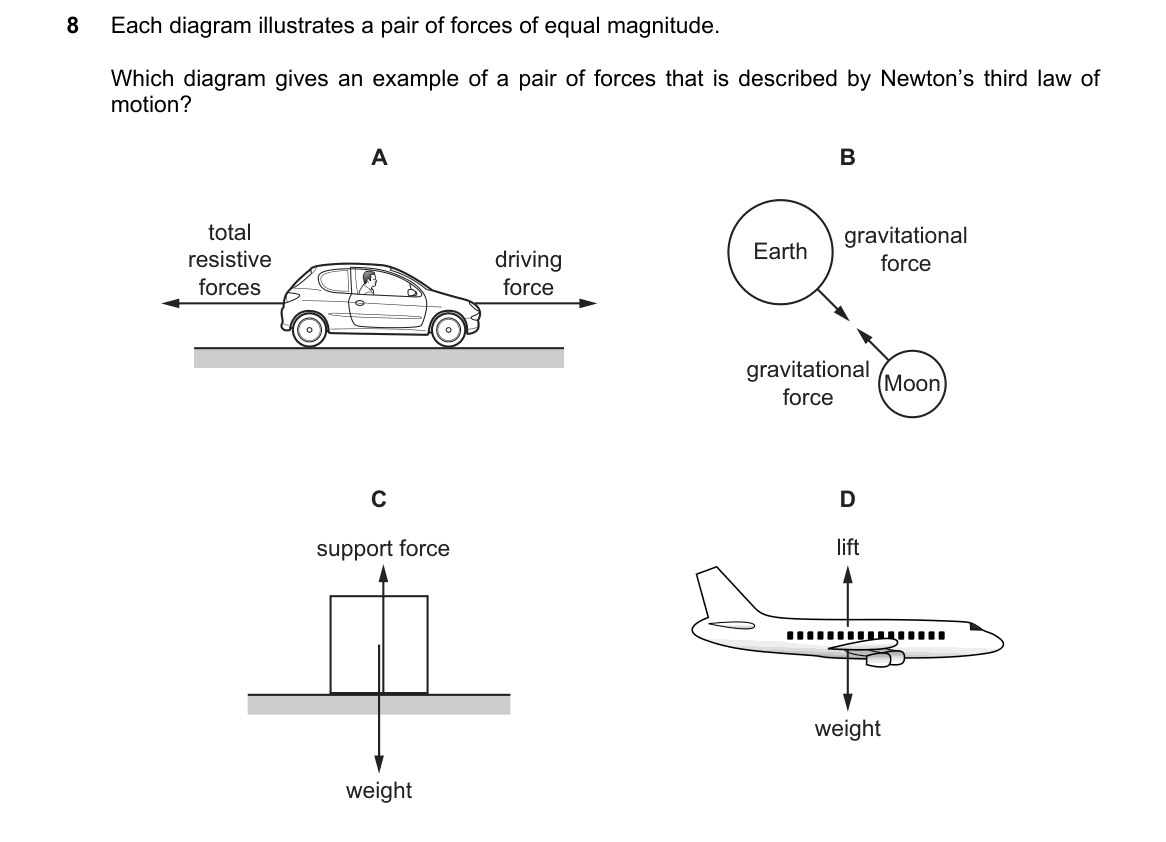 8 Each diagram illustrates a pair of forces of equal magnitude.
Which diagram gives an example of a pair of forces that is described by Newton’s third law of
motion?
A
total
resistive
forces
driving
force
B
Earth
gravitational
force
gravitational
force
Moon
C
support force
weight
D
lift
weight